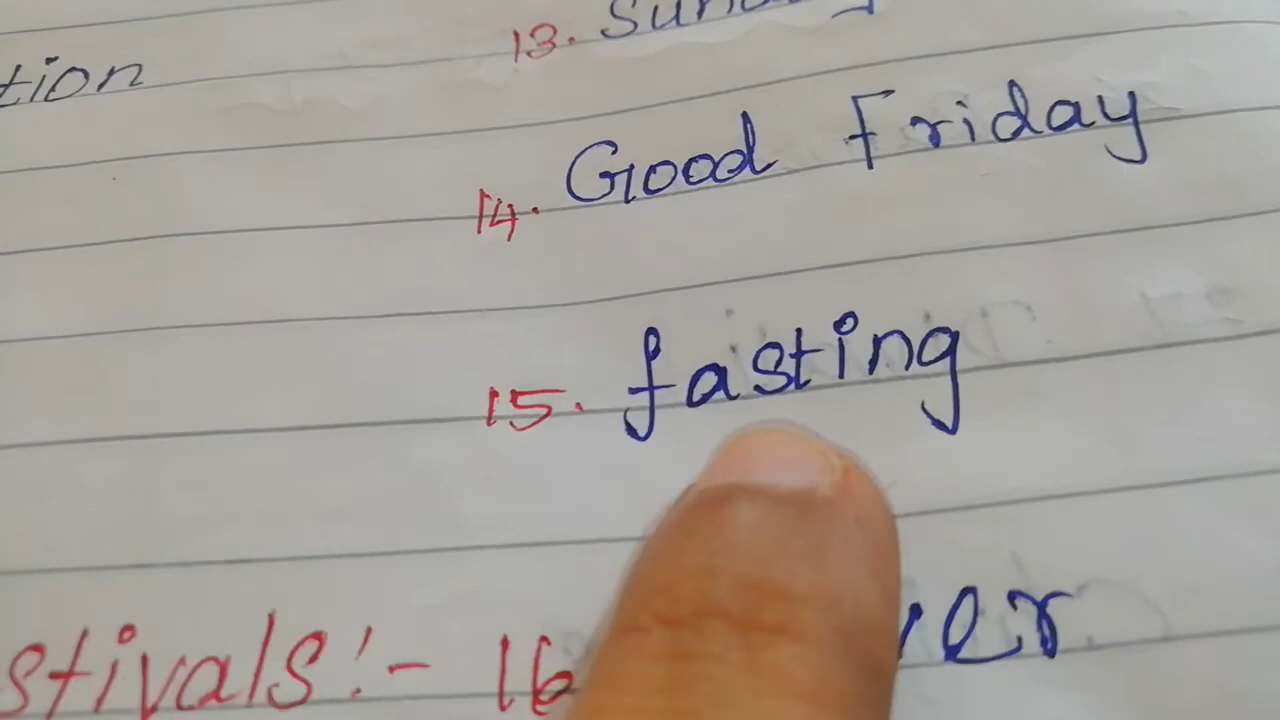 13.
tion
14. Good Friday
15. fasting
stivals:- 16